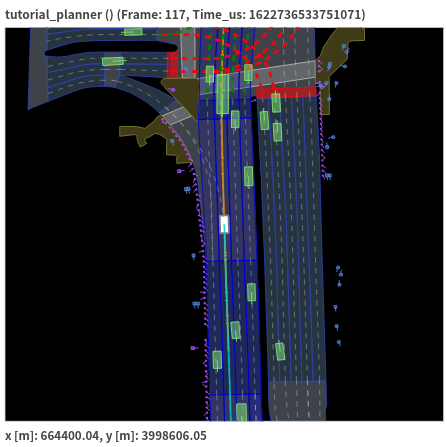 tutorial_planner () (Frame: 117, Time_us: 1622736533751071)
x [m]: 664400.04, y [m]: 3998606.05